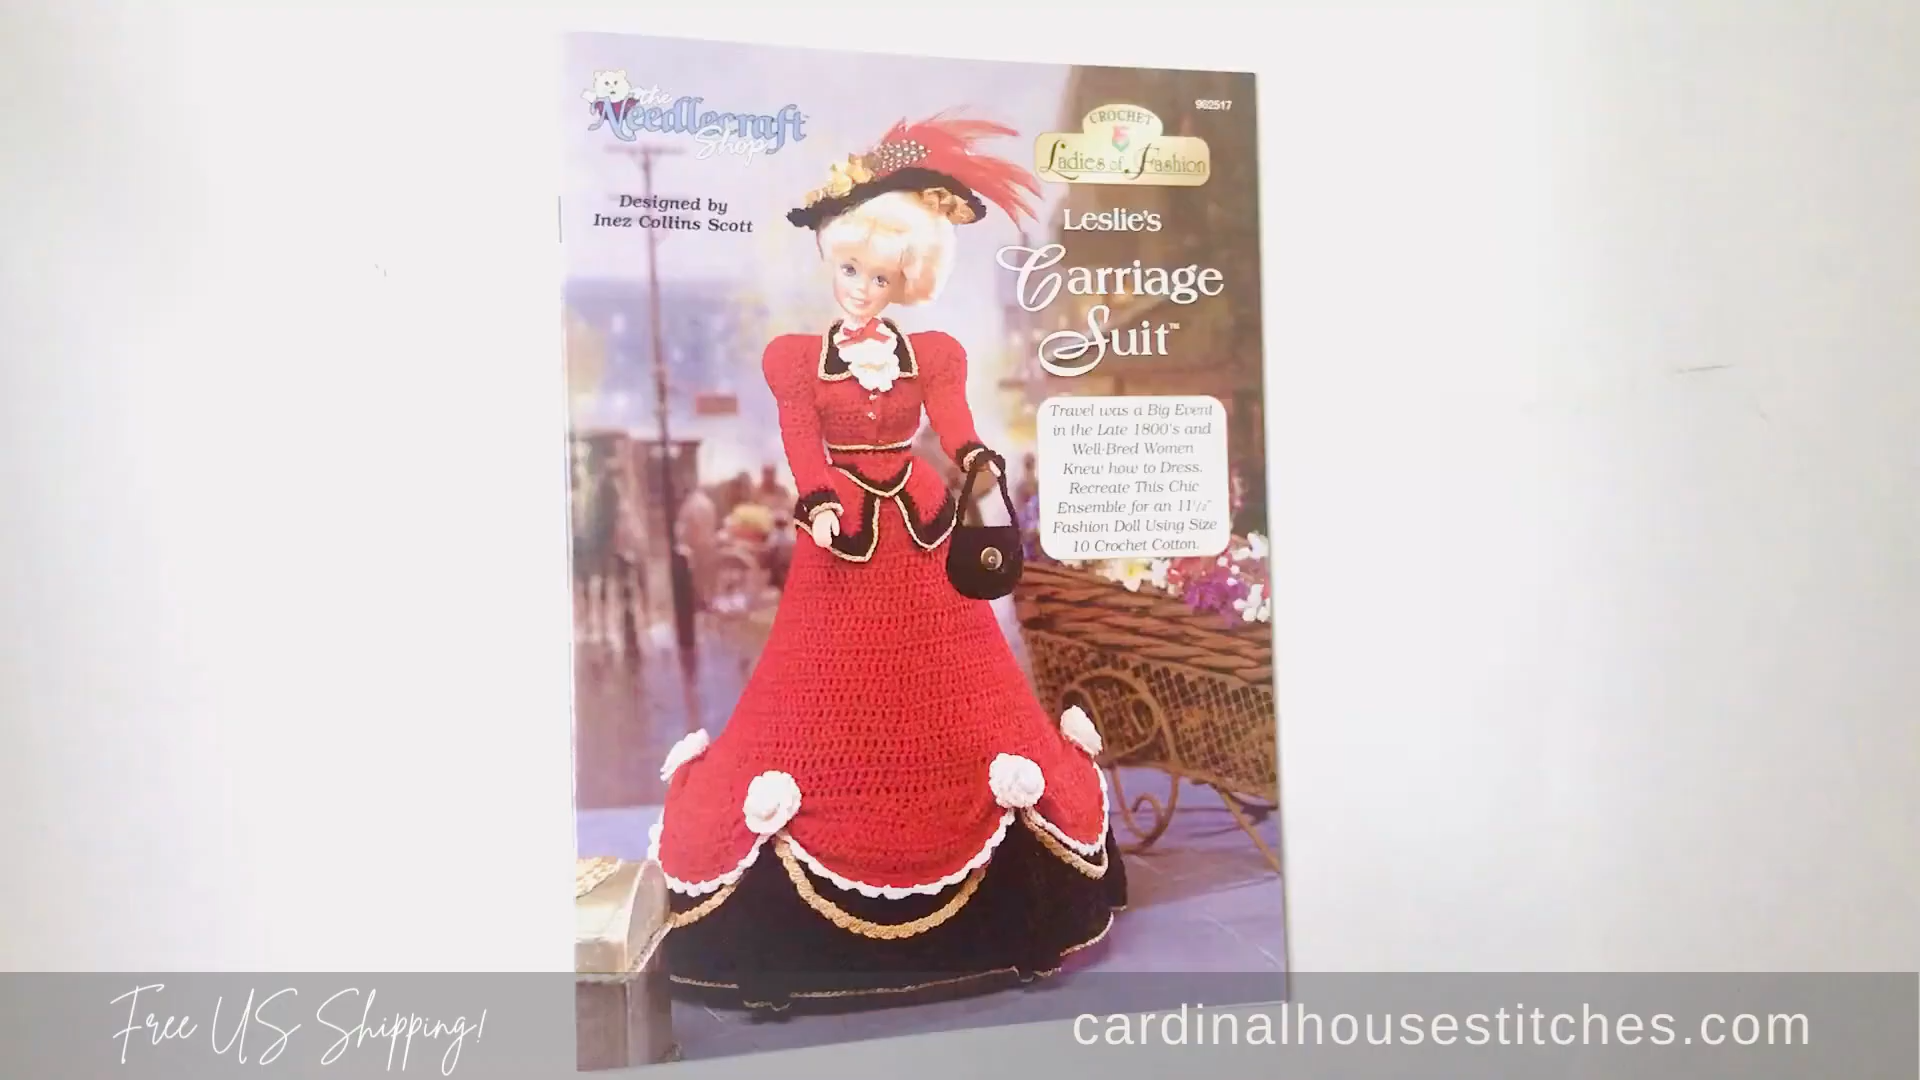 the
Needlecraft
Shop
Designed by
Inez Collins Scott
962517
CROCHET
Ladies of Fashion
Leslie's
Carriage
Suit™
Travel was a Big Event
in the Late 1800's and
Well-Bred Women
Knew how to Dress.
Recreate This Chic
Ensemble for an 11½"
Fashion Doll Using Size
10 Crochet Cotton.
Free US Shipping!
cardinalhousestitches.com